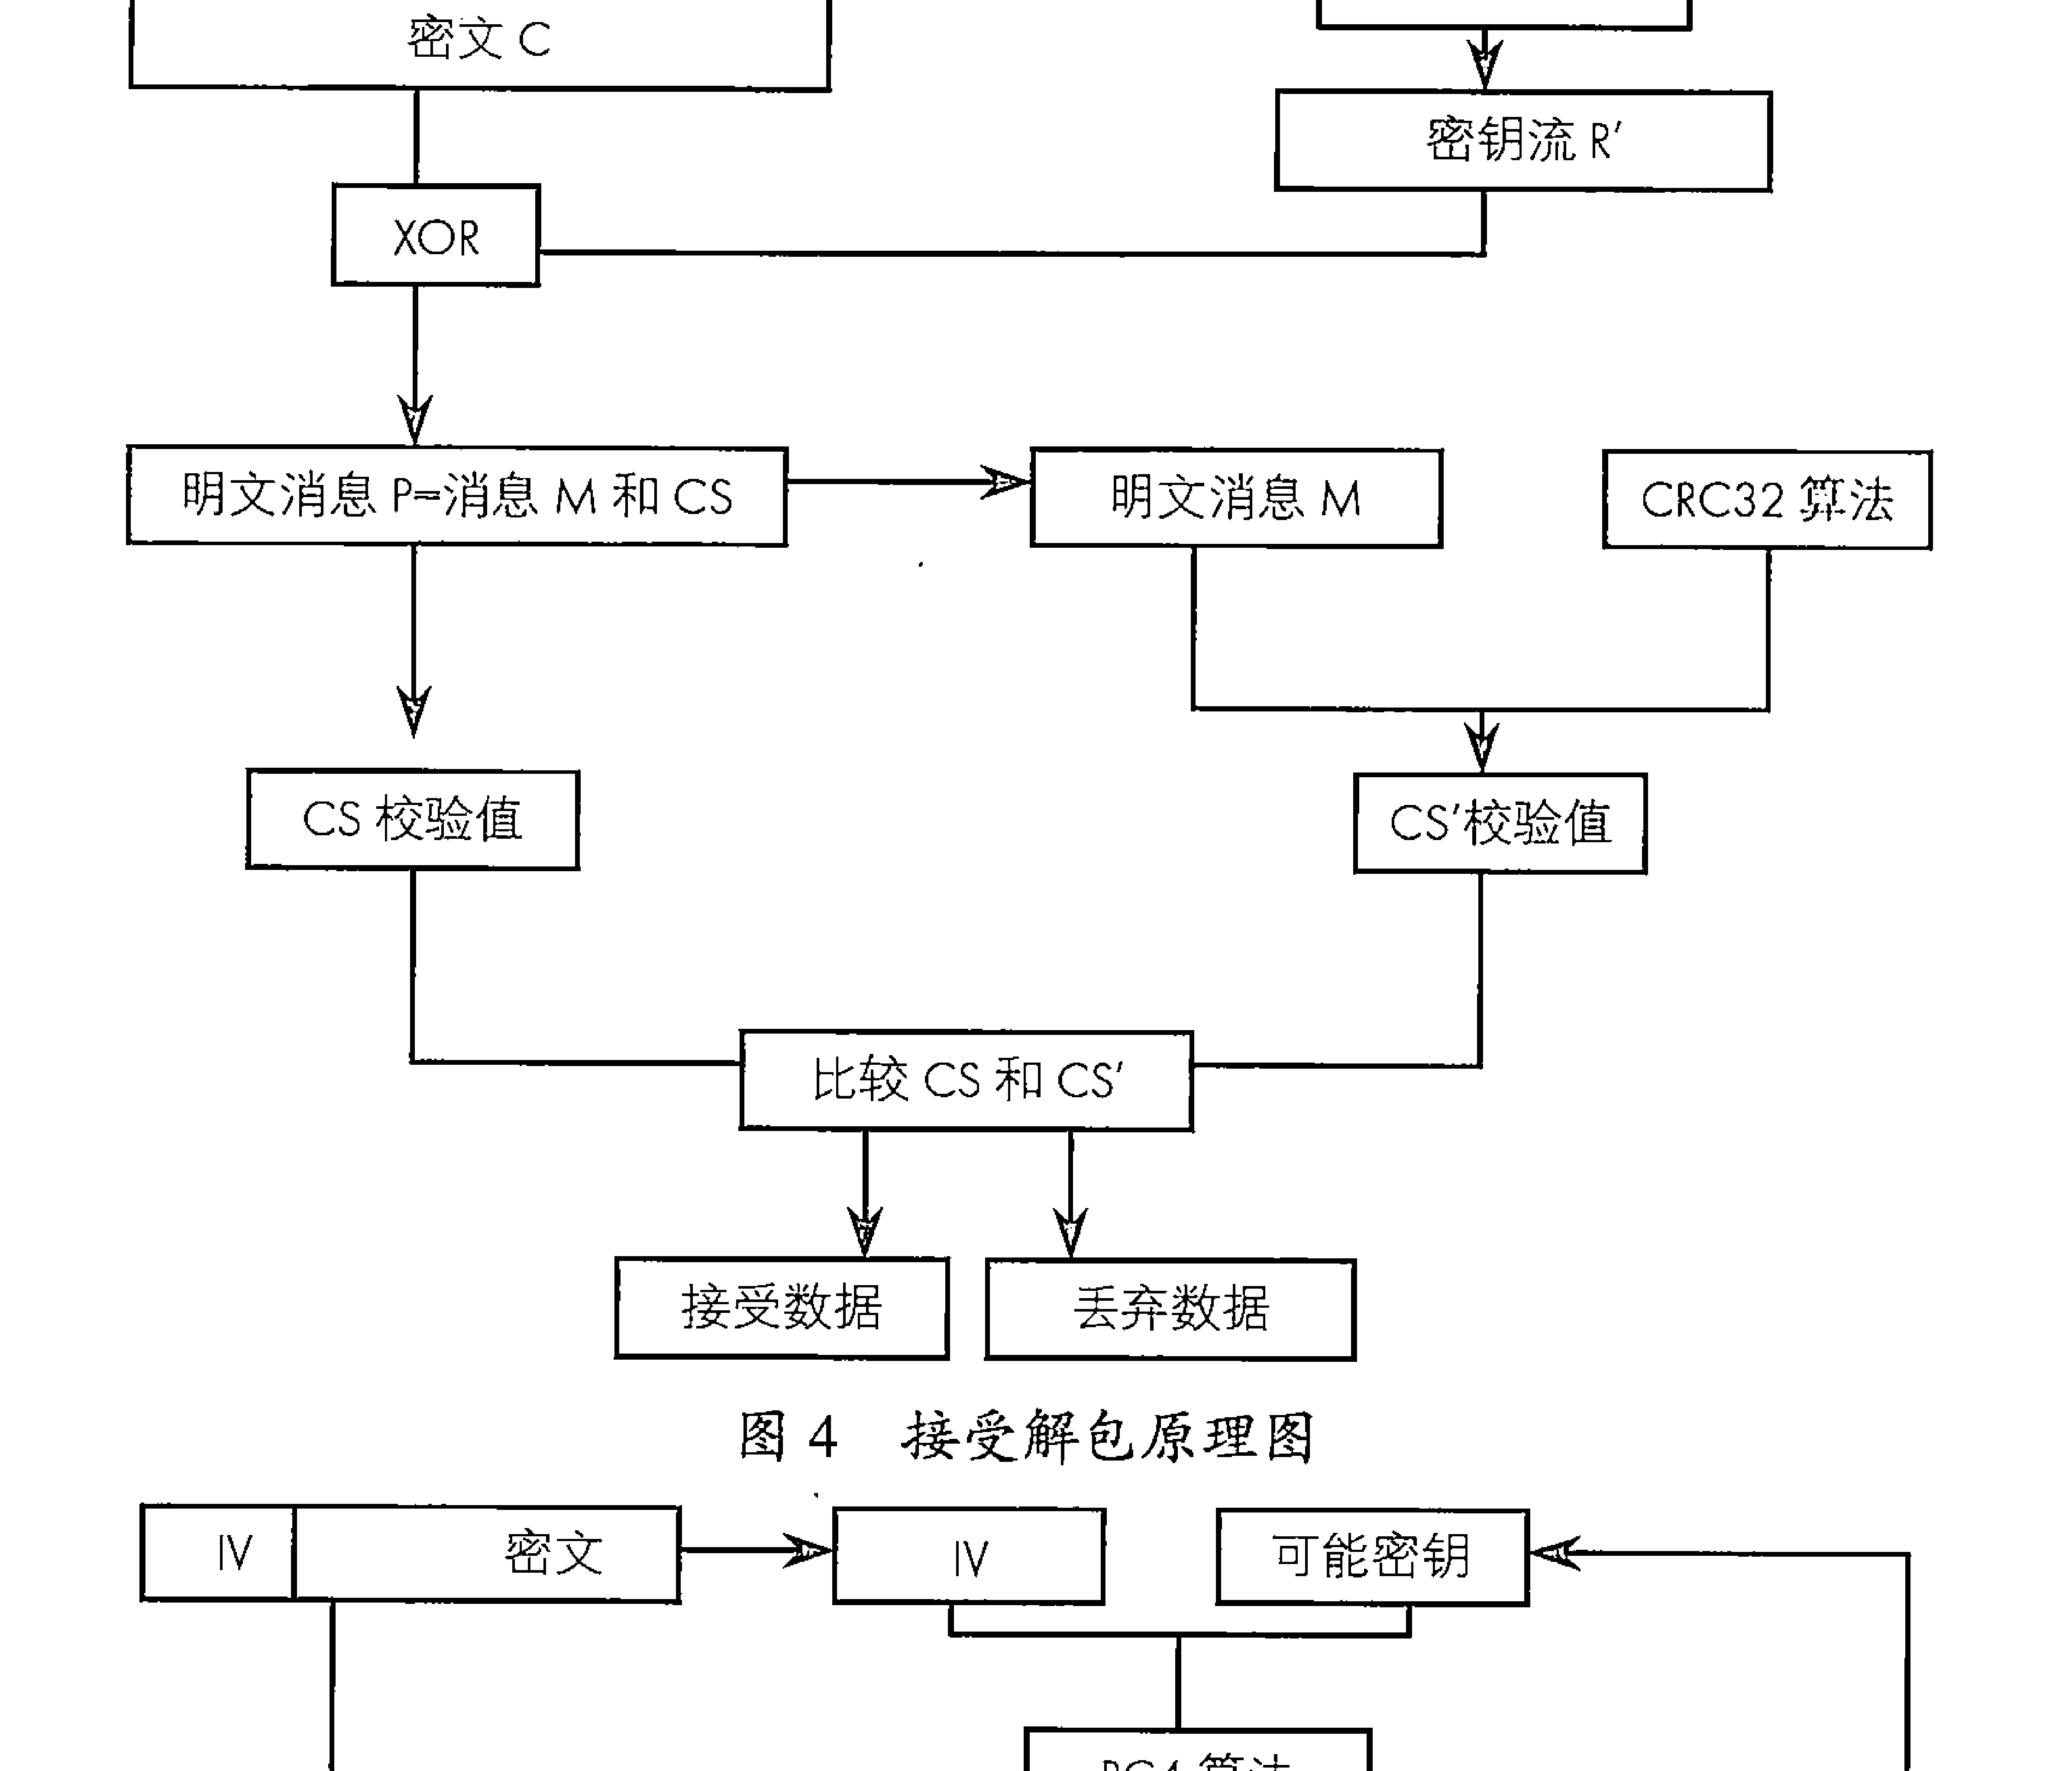 密文 C
密钥流 R'
XOR
明文消息 P=消息 M 和 CS
明文消息 M
CRC32 算法
CS 校验值
CS'校验值
比较 CS 和 CS'
接受数据
丢弃数据
图 4 接受解包原理图
IV
密文
IV
可能密钥
RC4 算法